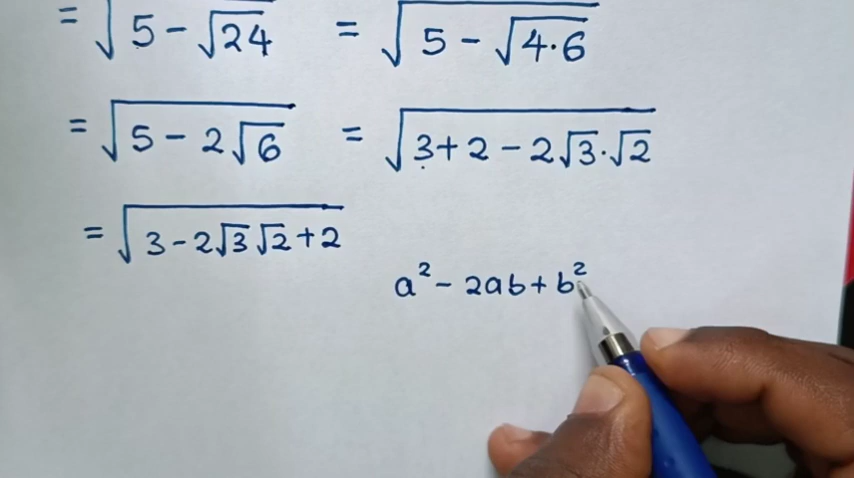 = √(5 - √24) = √(5 - √(4·6))
= √(5 - 2√6) = √(3+2 - 2√3·√2)
= √(3 - 2√3√2+2)
a² - 2ab + b²